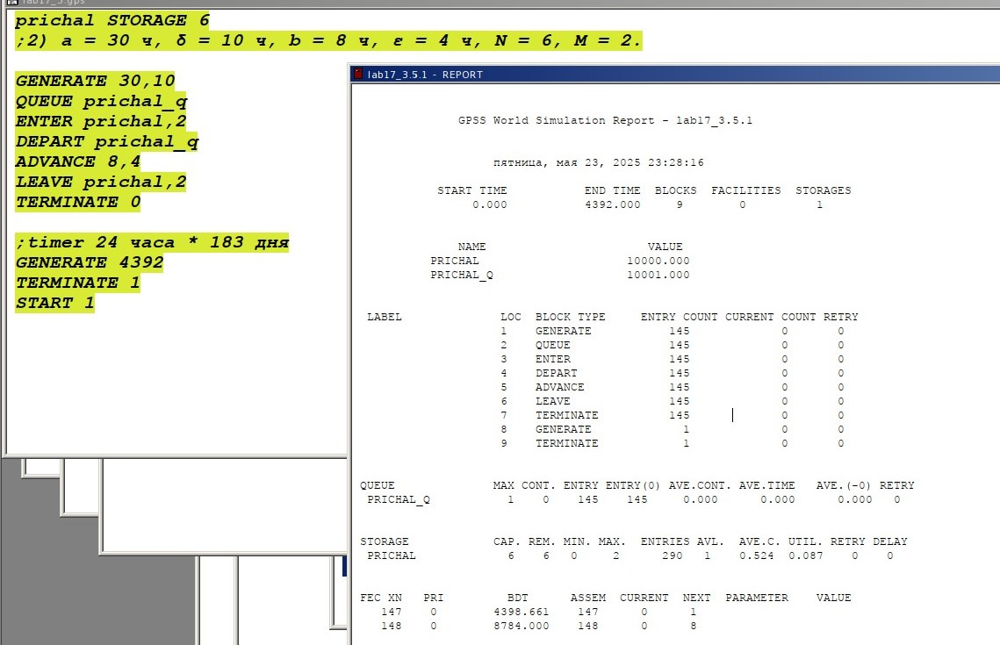 lab17_3.gps
prichal STORAGE 6
;2) a = 30 ч, δ = 10 ч, b = 8 ч, ε = 4 ч, N = 6, M = 2.
GENERATE 30,10
QUEUE prichal_q
ENTER prichal,2
DEPART prichal_q
ADVANCE 8,4
LEAVE prichal,2
TERMINATE 0
;timer 24 часа * 183 дня
GENERATE 4392
TERMINATE 1
START 1
lab17_3.5.1 - REPORT
GPSS World Simulation Report - lab17_3.5.1
пятница, мая 23, 2025 23:28:16
START TIME END TIME BLOCKS FACILITIES STORAGES
0.000 4392.000 9 0 1
NAME VALUE
PRICHAL 10000.000
PRICHAL_Q 10001.000
LABEL LOC BLOCK TYPE ENTRY COUNT CURRENT COUNT RETRY
1 GENERATE 145 0 0
2 QUEUE 145 0 0
3 ENTER 145 0 0
4 DEPART 145 0 0
5 ADVANCE 145 0 0
6 LEAVE 145 0 0
7 TERMINATE 145 0 0
8 GENERATE 1 0 0
9 TERMINATE 1 0 0
QUEUE MAX CONT. ENTRY ENTRY(0) AVE.CONT. AVE.TIME AVE.(-0) RETRY
PRICHAL_Q 1 0 145 145 0.000 0.000 0.000 0
STORAGE CAP. REM. MIN. MAX. ENTRIES AVL. AVE.C. UTIL. RETRY DELAY
PRICHAL 6 6 0 2 290 1 0.524 0.087 0 0
FEC XN PRI BDT ASSEM CURRENT NEXT PARAMETER VALUE
147 0 4398.661 147 0 1
148 0 8784.000 148 0 8